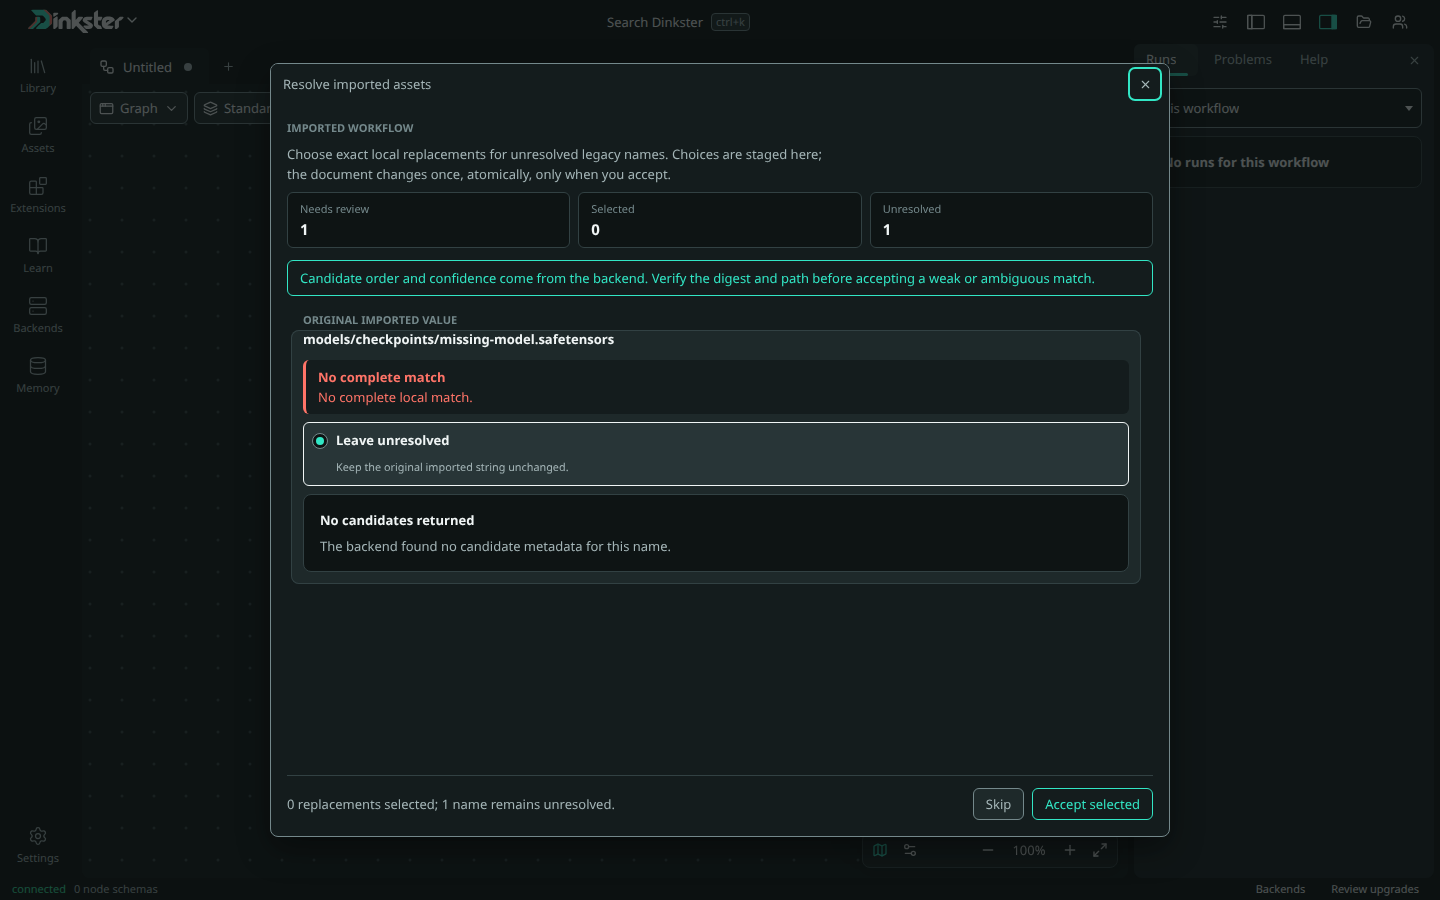 Dinkster
Search Dinkster ctrl+k
Library
Assets
Extensions
Learn
Backends
Memory
Settings
Untitled
Graph
Standar
Runs Problems Help
is workflow
No runs for this workflow
Resolve imported assets
IMPORTED WORKFLOW
Choose exact local replacements for unresolved legacy names. Choices are staged here;
the document changes once, atomically, only when you accept.
Needs review
1
Selected
0
Unresolved
1
Candidate order and confidence come from the backend. Verify the digest and path before accepting a weak or ambiguous match.
ORIGINAL IMPORTED VALUE
models/checkpoints/missing-model.safetensors
No complete match
No complete local match.
Leave unresolved
Keep the original imported string unchanged.
No candidates returned
The backend found no candidate metadata for this name.
0 replacements selected; 1 name remains unresolved.
Skip
Accept selected
100%
connected 0 node schemas
Backends
Review upgrades